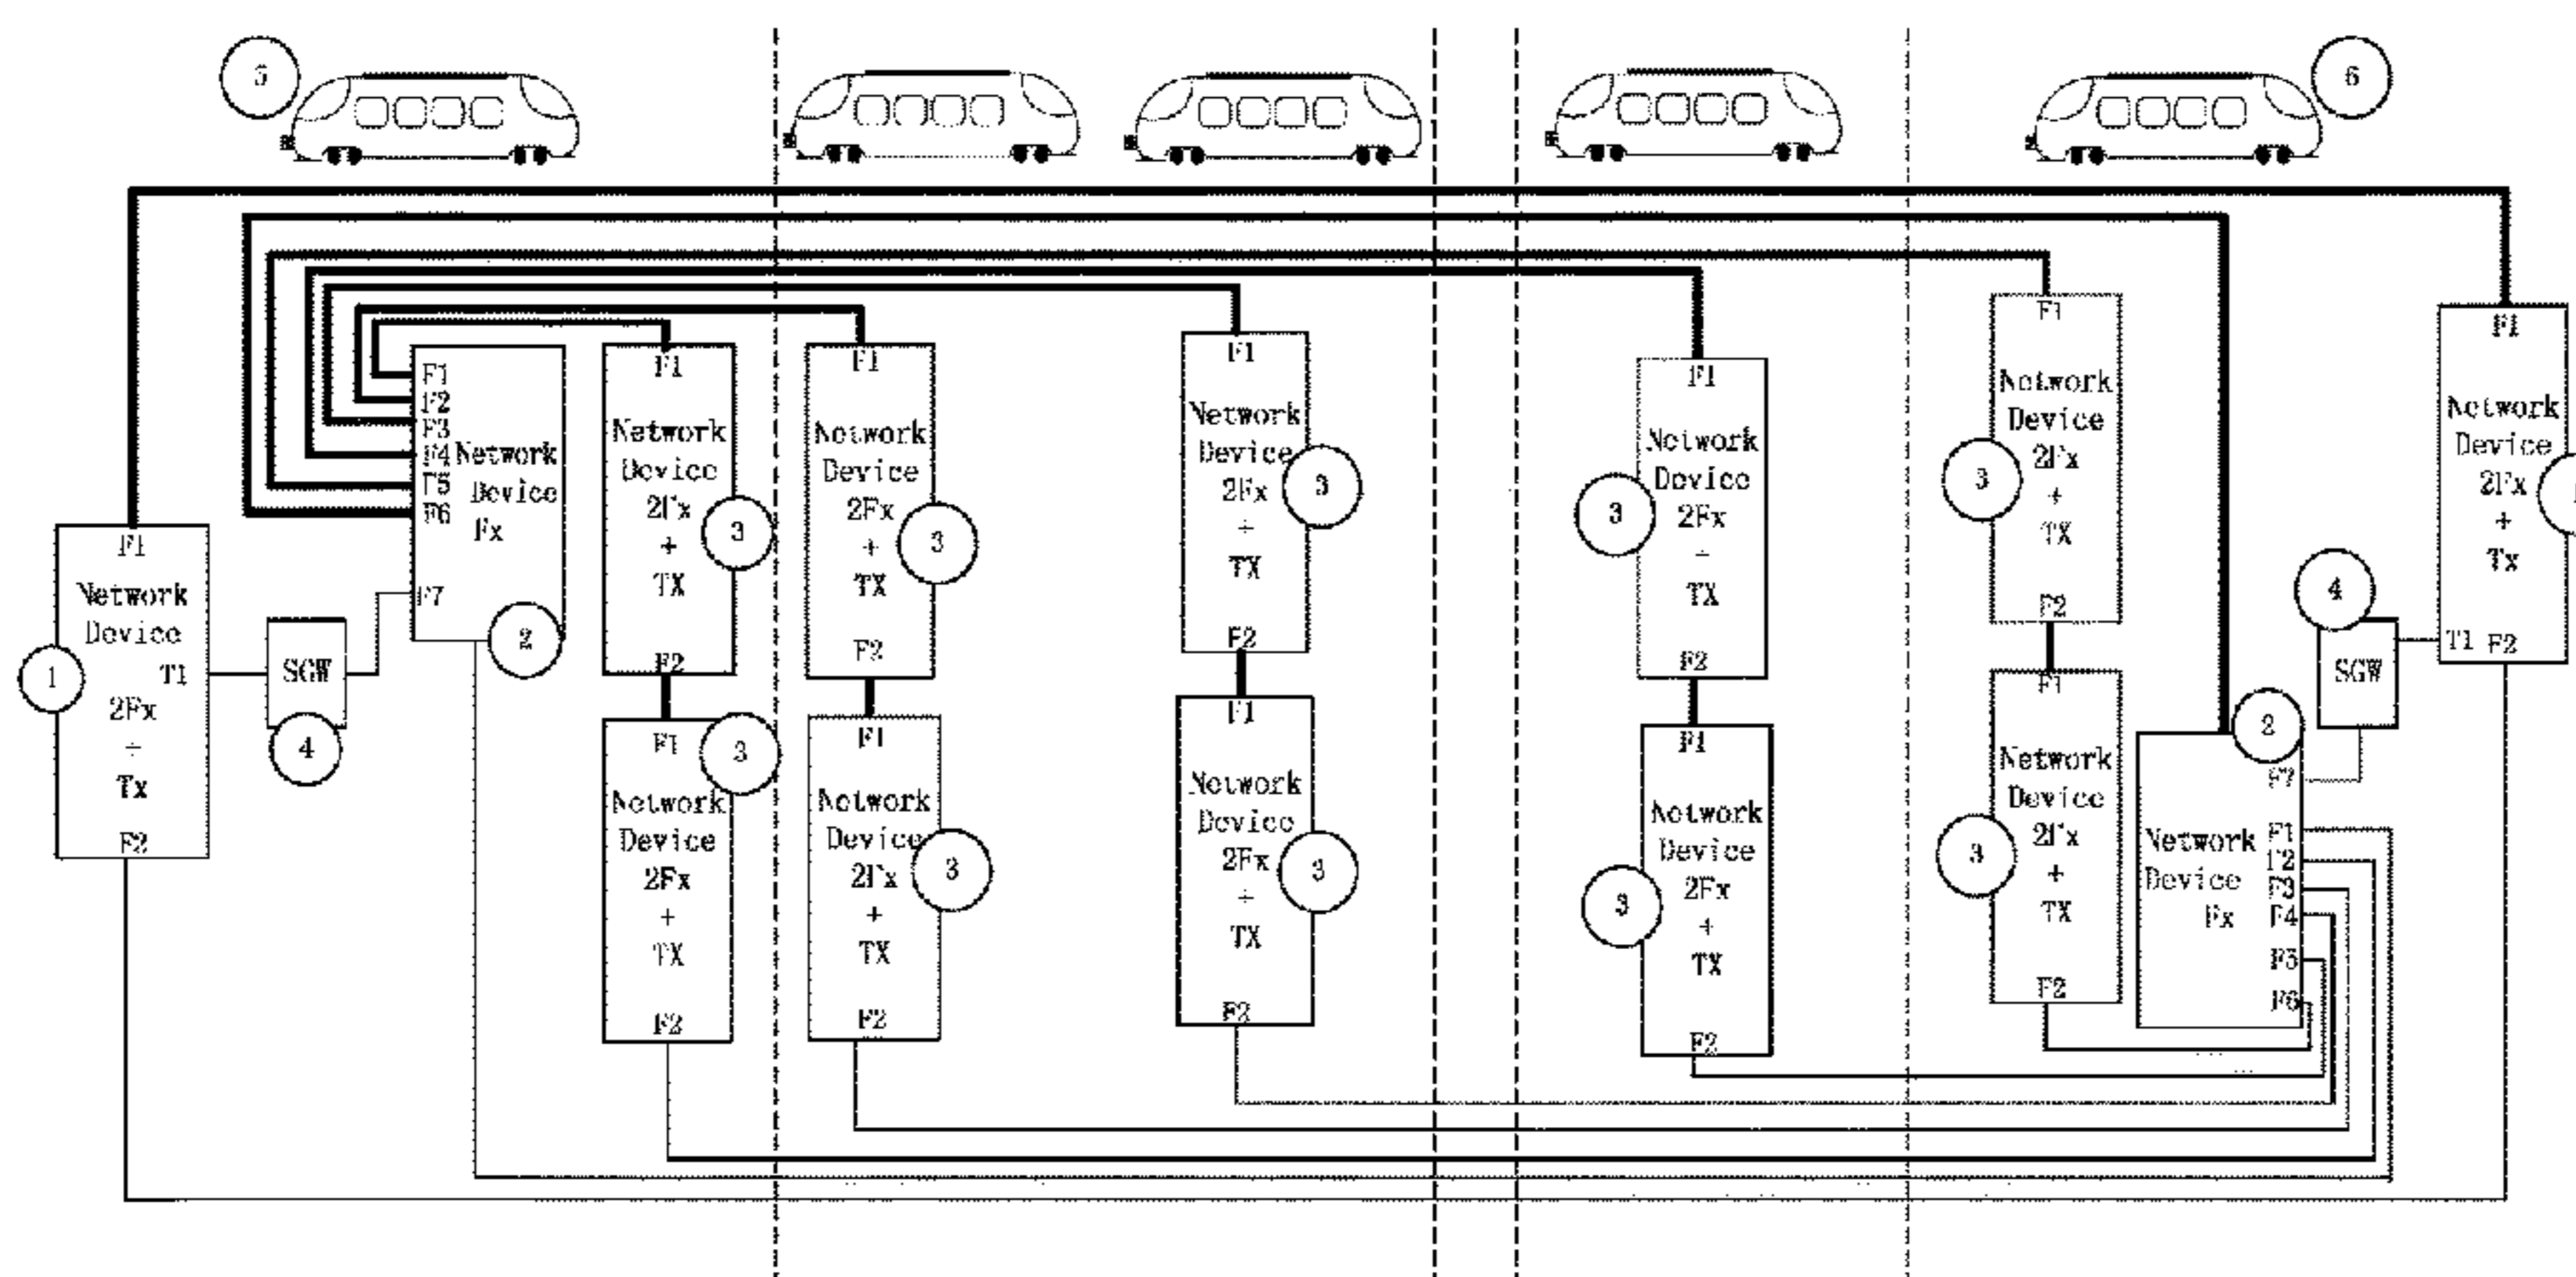 5
6
F1
F1
F2
F3
F4
F5
F6
Network
Device
Fx
F7
2
F1
Network
Device
2Fx
+
TX
F2
3
F1
Network
Device
2Fx
+
TX
F2
3
F1
Network
Device
2Fx
+
TX
F2
3
F1
Network
Device
2Fx
+
TX
F2
3
F1
Network
Device
2Fx
+
TX
F2
3
F1
Network
Device
2Fx
+
Tx
T1 F2
Network
Device
T1
2Fx
+
Tx
F2
1
SGW
4
F1
Network
Device
2Fx
+
TX
F2
3
F1
Network
Device
2Fx
+
TX
F2
3
F1
Network
Device
2Fx
+
TX
F2
3
F1
Network
Device
2Fx
+
TX
F2
3
F1
Network
Device
2Fx
+
TX
F2
3
4
SGW
2
F7
F1
F2
F3
F4
F5
F6
Network
Device
Fx